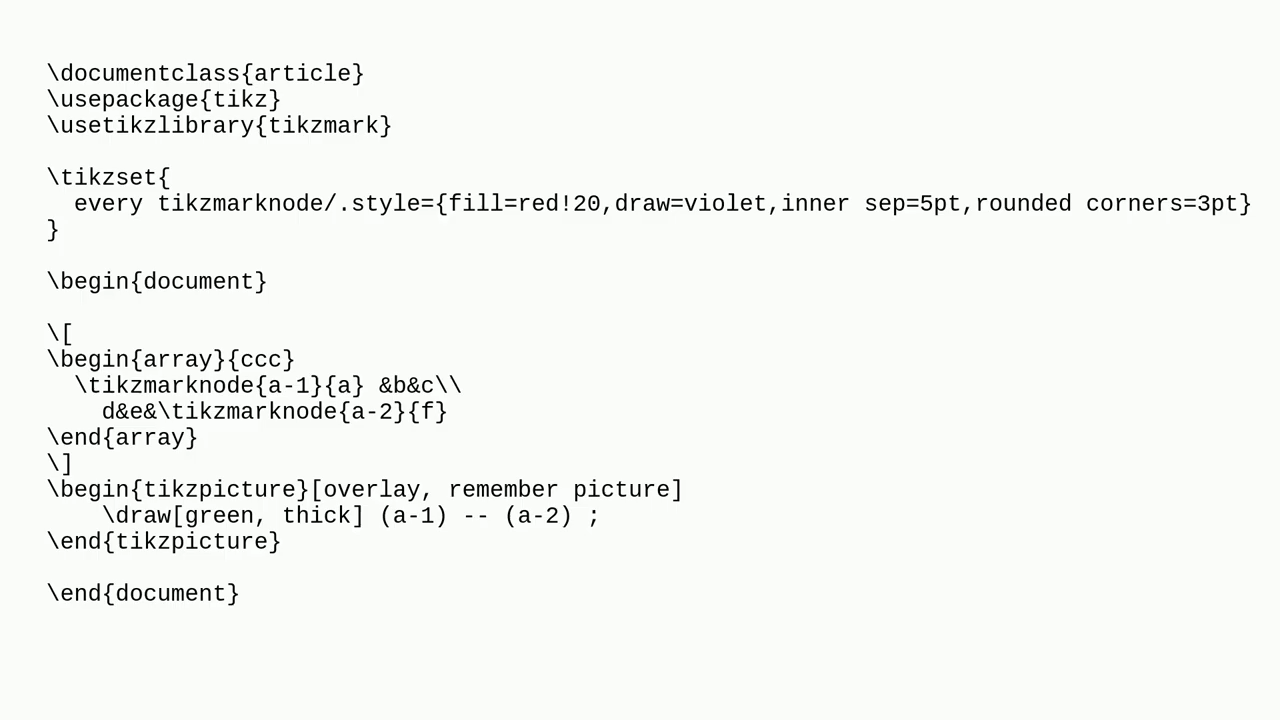 \documentclass{article}
\usepackage{tikz}
\usetikzlibrary{tikzmark}
\tikzset{
  every tikzmarknode/.style={fill=red!20,draw=violet,inner sep=5pt,rounded corners=3pt}
}
\begin{document}
\[
\begin{array}{ccc}
  \tikzmarknode{a-1}{a} &b&c\\
    d&e&\tikzmarknode{a-2}{f}
\end{array}
\]
\begin{tikzpicture}[overlay, remember picture]
    \draw[green, thick] (a-1) -- (a-2) ;
\end{tikzpicture}
\end{document}